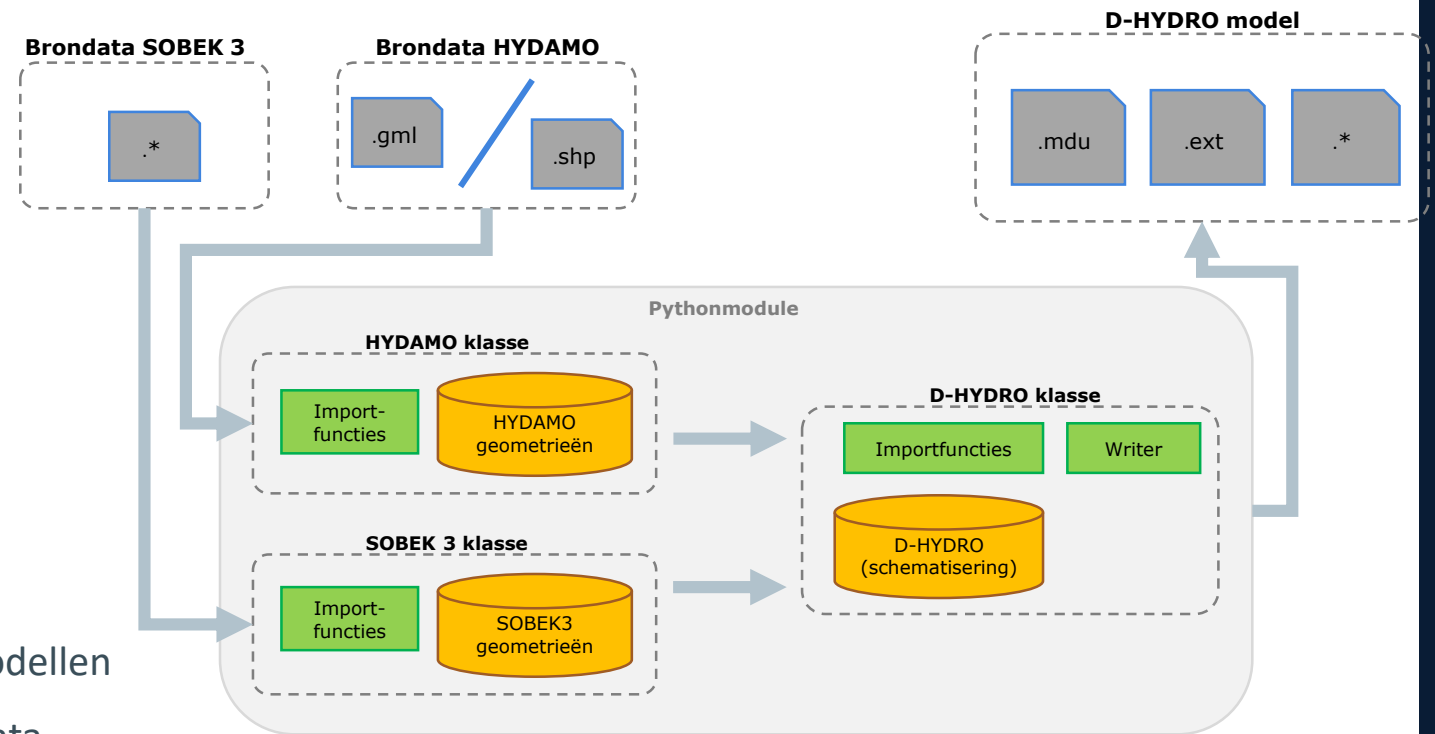 D-HYDRO model
Brondata SOBEK 3
Brondata HYDAMO
.*
.gml
.shp
.mdu
.ext
.*
Pythonmodule
HYDAMO klasse
Import-
functies
HYDAMO
geometrieën
D-HYDRO klasse
Importfuncties
Writer
D-HYDRO
(schematisering)
SOBEK 3 klasse
Import-
functies
SOBEK3
geometrieën